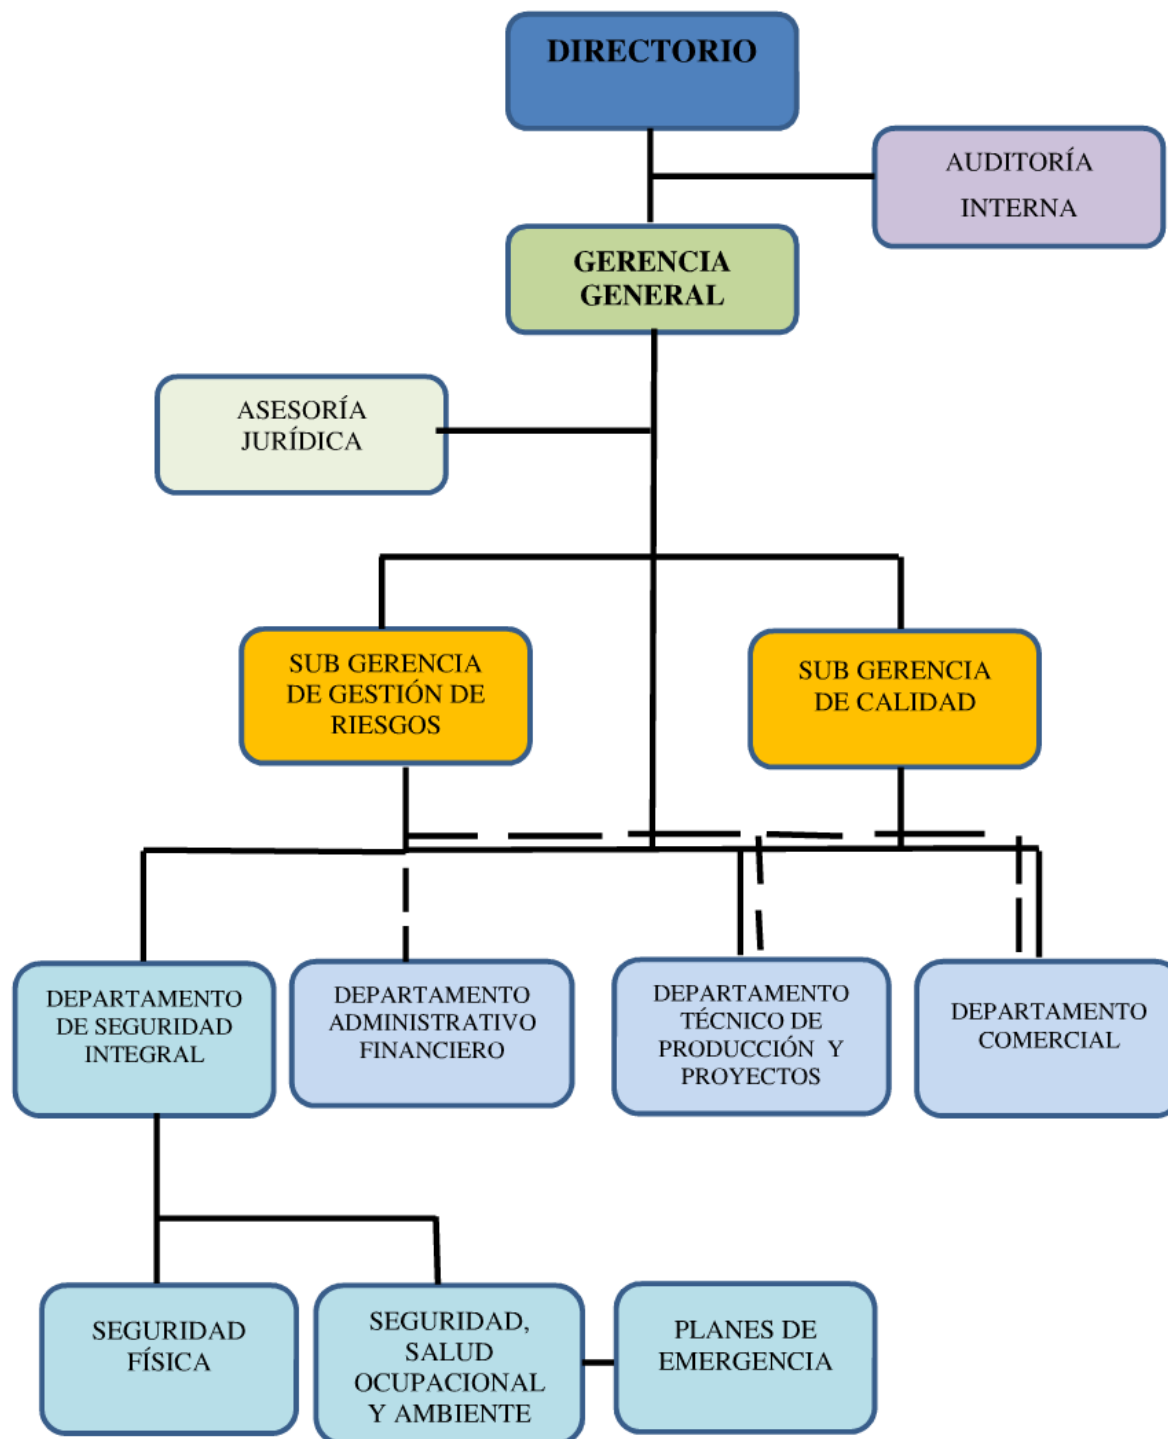 DIRECTORIO
AUDITORÍA
INTERNA
GERENCIA
GENERAL
ASESORÍA
JURÍDICA
SUB GERENCIA
DE GESTIÓN DE
RIESGOS
SUB GERENCIA
DE CALIDAD
DEPARTAMENTO
DE SEGURIDAD
INTEGRAL
DEPARTAMENTO
ADMINISTRATIVO
FINANCIERO
DEPARTAMENTO
TÉCNICO DE
PRODUCCIÓN Y
PROYECTOS
DEPARTAMENTO
COMERCIAL
SEGURIDAD
FÍSICA
SEGURIDAD,
SALUD
OCUPACIONAL
Y AMBIENTE
PLANES DE
EMERGENCIA